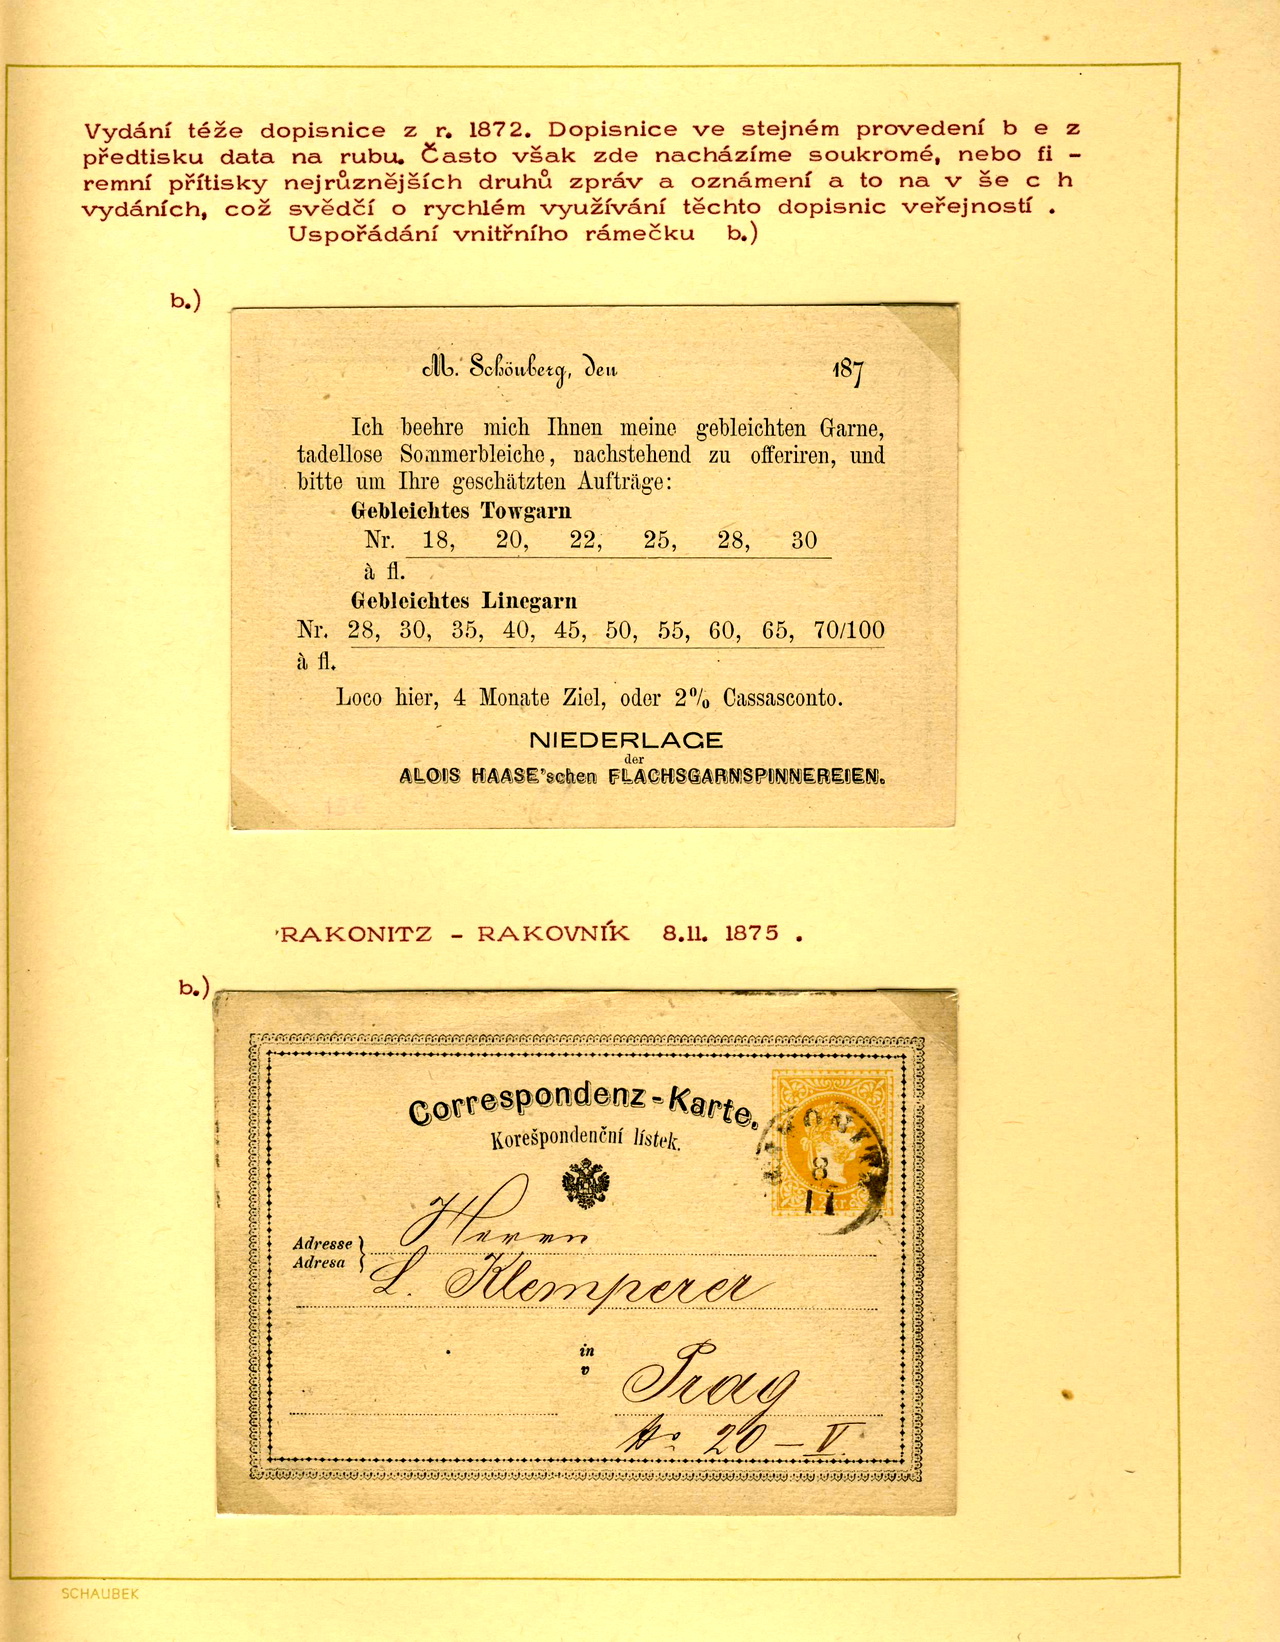 Vydání téže dopisnice z r. 1872. Dopisnice ve stejném provedení b e z
předtisku data na rubu. Často však zde nacházíme soukromé, nebo fi -
remní přítisky nejrůznějších druhů zpráv a oznámení a to na v še c h
vydáních, což svědčí o rychlém využívání těchto dopisnic veřejností .
Uspořádání vnitřního rámečku b.)
b.)
M. Schönberg, den 187
Ich beehre mich Ihnen meine gebleichten Garne,
tadellose Sommerbleiche, nachstehend zu offeriren, und
bitte um Ihre geschätzten Aufträge:
Gebleichtes Towgarn
Nr. 18, 20, 22, 25, 28, 30
à fl.
Gebleichtes Linegarn
Nr. 28, 30, 35, 40, 45, 50, 55, 60, 65, 70/100
à fl.
Loco hier, 4 Monate Ziel, oder 2% Cassasconto.
NIEDERLAGE
der
ALOIS HAASE'schen FLACHSGARNSPINNEREIEN.
RAKONITZ - RAKOVNÍK 8.11. 1875 .
b.)
Correspondenz-Karte.
Korešpondenční lístek.
RAKONITZ
8
11
Herrn
Adresse
Adresa
L. Klemperer
in
v
Prag
No 20 - V.
SCHAUBEK